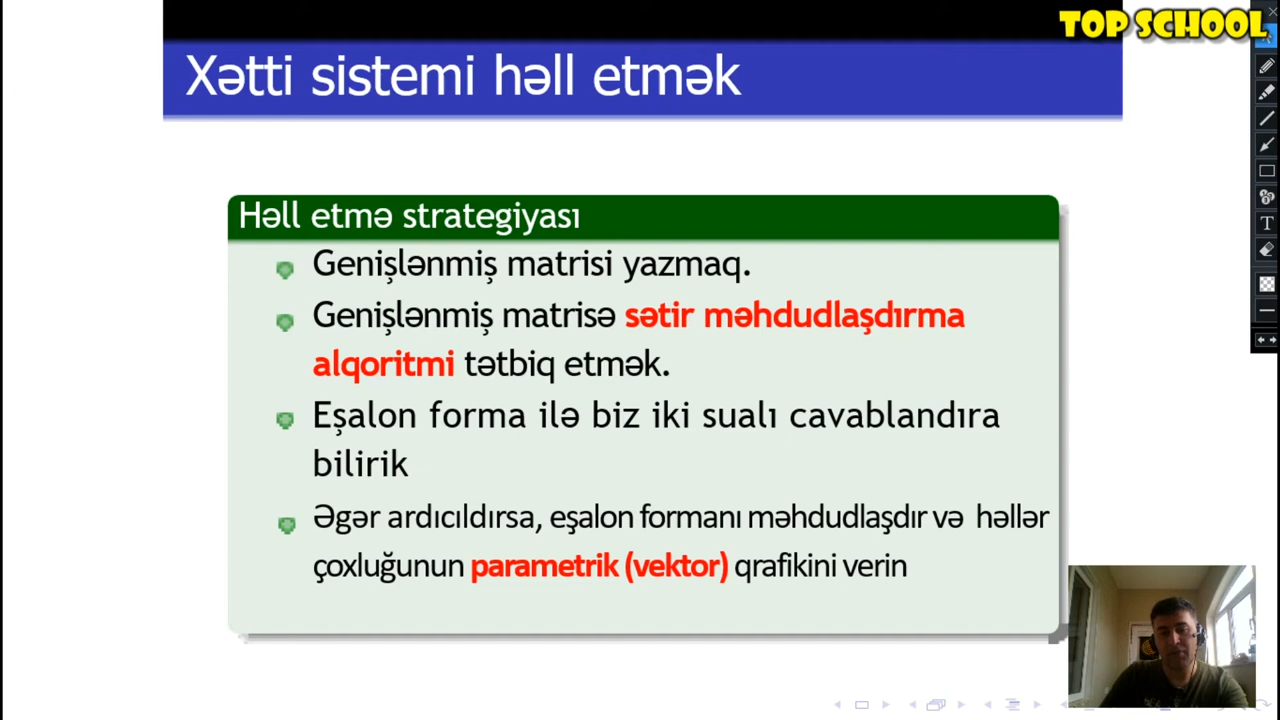 TOP SCHOOL
Xətti sistemi həll etmək
Həll etmə strategiyası
Genişlənmiş matrisi yazmaq.
Genişlənmiş matrisə sətir məhdudlaşdırma
alqoritmi tətbiq etmək.
Eşalon forma ilə biz iki sualı cavablandıra
bilirik
Əgər ardıcıldırsa, eşalon formanı məhdudlaşdır və həllər
çoxluğunun parametrik (vektor) qrafikini verin